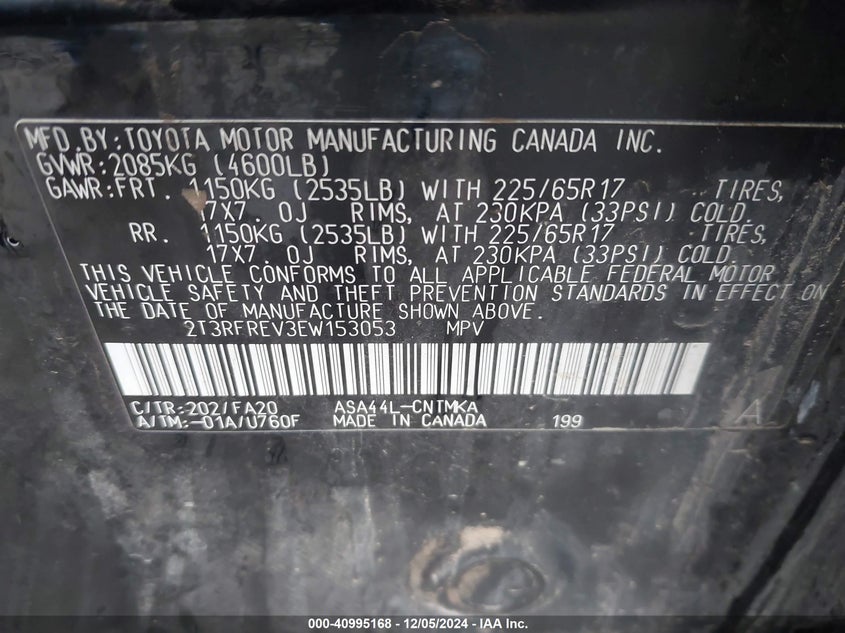 MFD.BY:TOYOTA MOTOR MANUFACTURING CANADA INC.
GVWR:2085KG (4600LB)
GAWR:FRT. 1150KG (2535LB) WITH 225/65R17 TIRES,
17X7.0J RIMS, AT 230KPA (33PSI) COLD.
RR. 1150KG (2535LB) WITH 225/65R17 TIRES,
17X7.0J RIMS, AT 230KPA (33PSI) COLD.
THIS VEHICLE CONFORMS TO ALL APPLICABLE FEDERAL MOTOR
VEHICLE SAFETY AND THEFT PREVENTION STANDARDS IN EFFECT ON
THE DATE OF MANUFACTURE SHOWN ABOVE.
2T3RFREV3EW153053 MPV
C/TR:202/FA20 ASA44L-CNTMKA
A/TM:-01A/U760F MADE IN CANADA 199 A
000-40995168 - 12/05/2024 - IAA Inc.